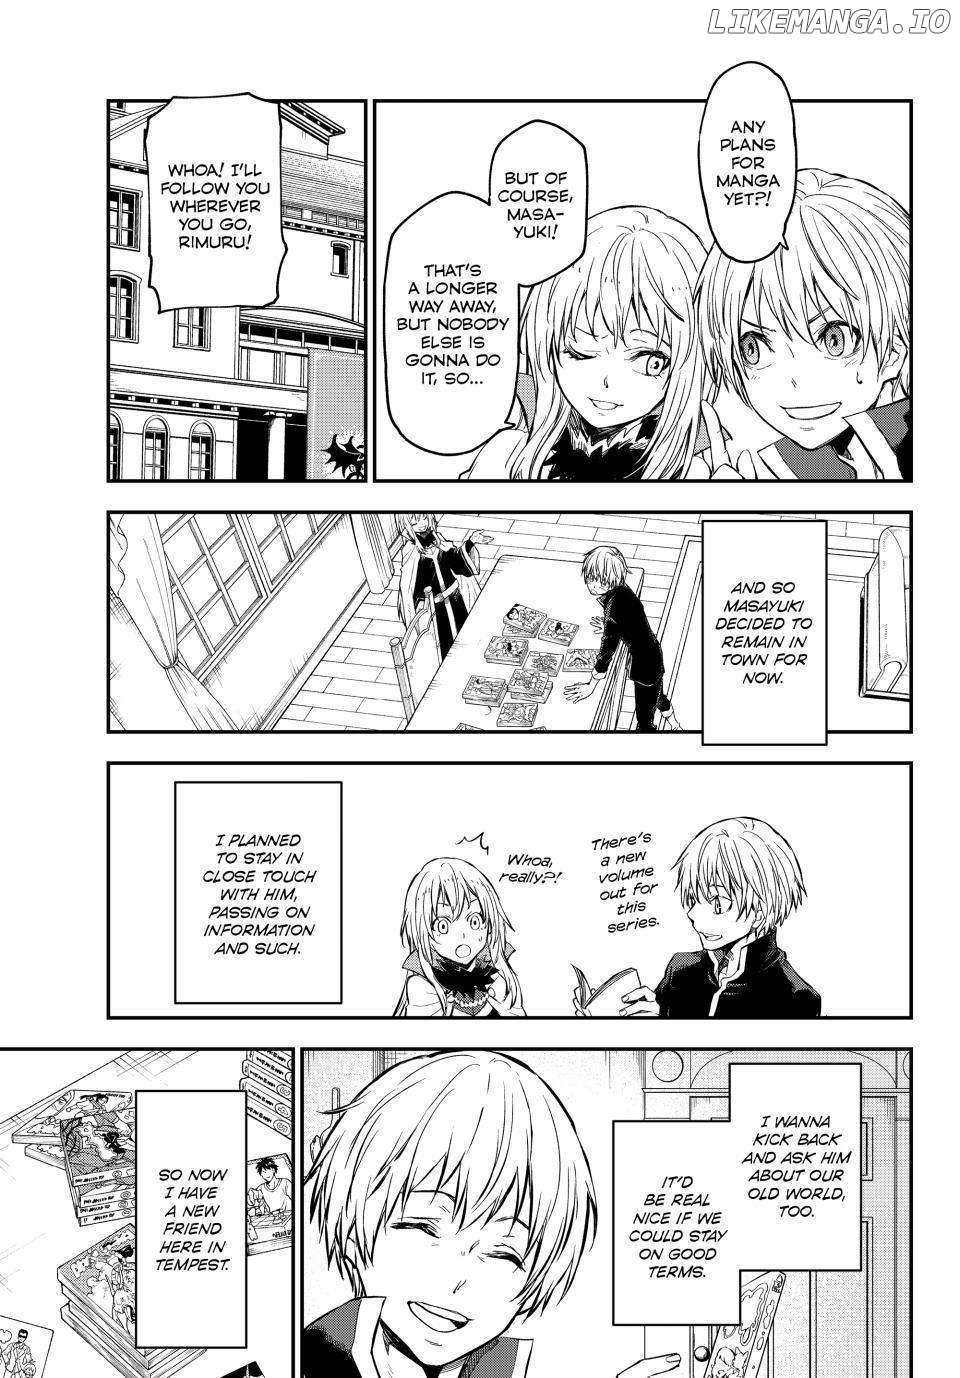 LIKEMANGA.IO
ANY
PLANS
FOR
MANGA
YET?!
BUT OF
COURSE,
MASA-
YUKI!
THAT'S
A LONGER
WAY AWAY,
BUT NOBODY
ELSE IS
GONNA DO
IT, SO...
WHOA! I'LL
FOLLOW YOU
WHEREVER
YOU GO,
RIMURU!
AND SO
MASAYUKI
DECIDED TO
REMAIN IN
TOWN FOR
NOW.
There's
a new
volume
out for
this
series.
Whoa,
really?!
I PLANNED
TO STAY IN
CLOSE TOUCH
WITH HIM,
PASSING ON
INFORMATION
AND SUCH.
I WANNA
KICK BACK
AND ASK HIM
ABOUT OUR
OLD WORLD,
TOO.
IT'D
BE REAL
NICE IF WE
COULD STAY
ON GOOD
TERMS.
SO NOW
I HAVE
A NEW
FRIEND
HERE IN
TEMPEST.